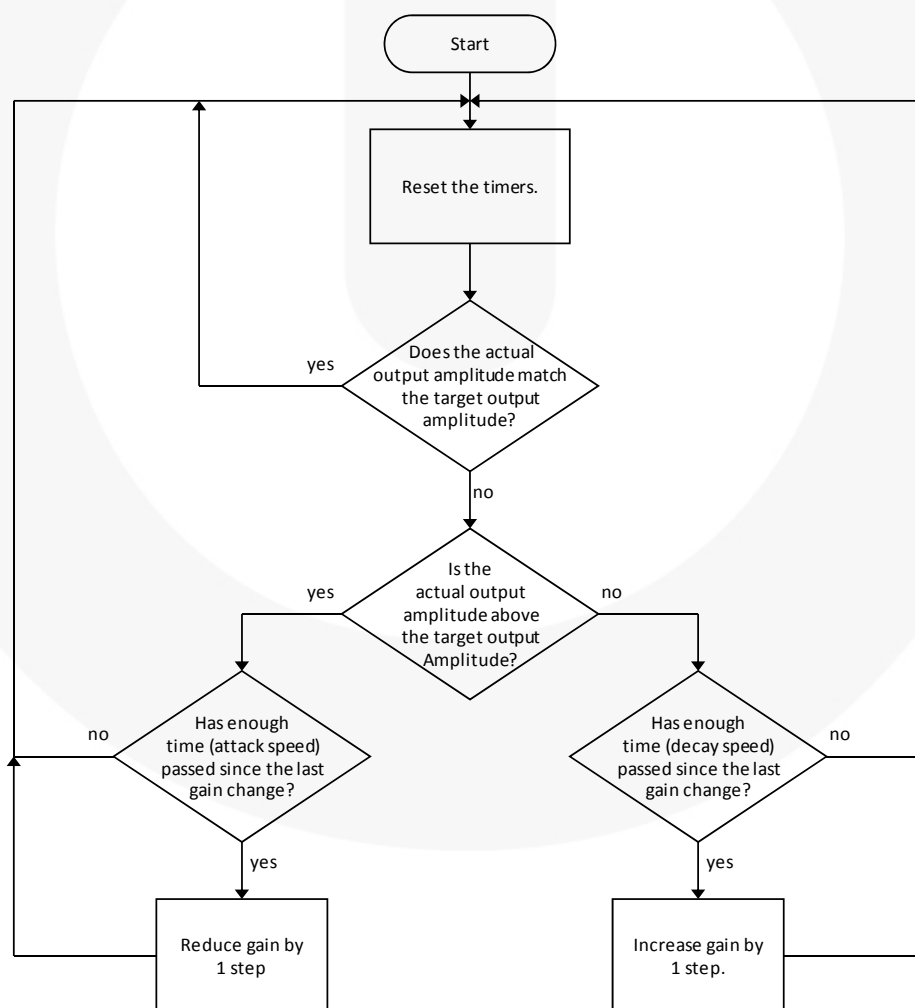 Start
Reset the timers.
yes
Does the actual
output amplitude match
the target output
amplitude?
no
yes
Is the
actual output
amplitude above
the target output
Amplitude?
no
no
Has enough
time (attack speed)
passed since the last
gain change?
Has enough
time (decay speed)
passed since the last
gain change?
no
yes
yes
Reduce gain by
1 step
Increase gain by
1 step.